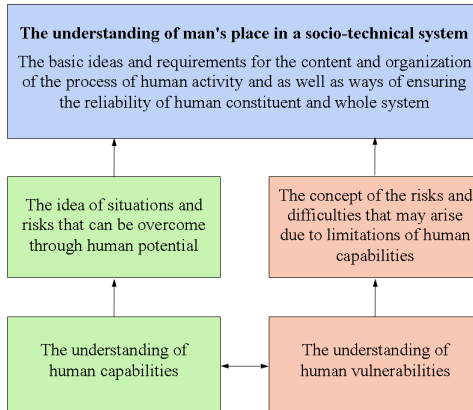 The understanding of man's place in a socio-technical system
The basic ideas and requirements for the content and organization
of the process of human activity and as well as ways of ensuring
the reliability of human constituent and whole system
The idea of situations and
risks that can be overcome
through human potential
The concept of the risks and
difficulties that may arise
due to limitations of human
capabilities
The understanding of
human capabilities
The understanding of
human vulnerabilities